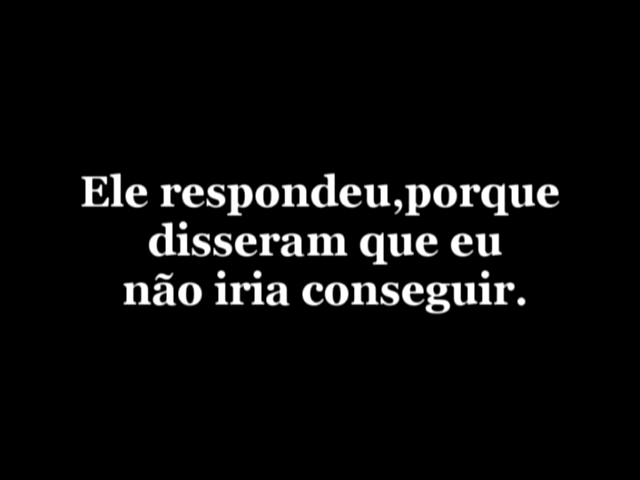 Ele respondeu,porque
disseram que eu
não iria conseguir.